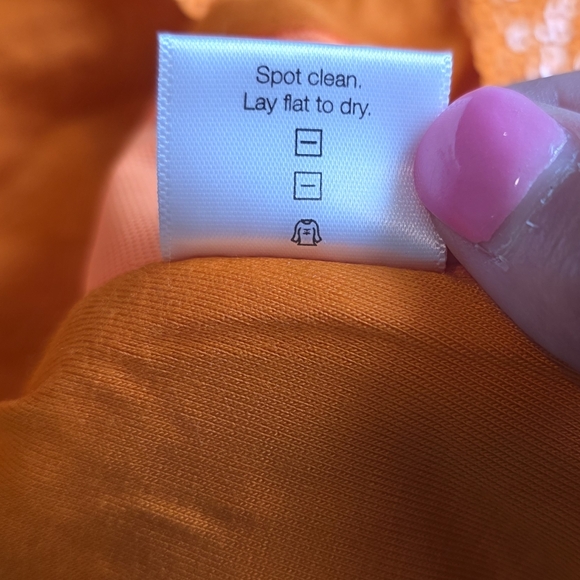 Spot clean.
Lay flat to dry.